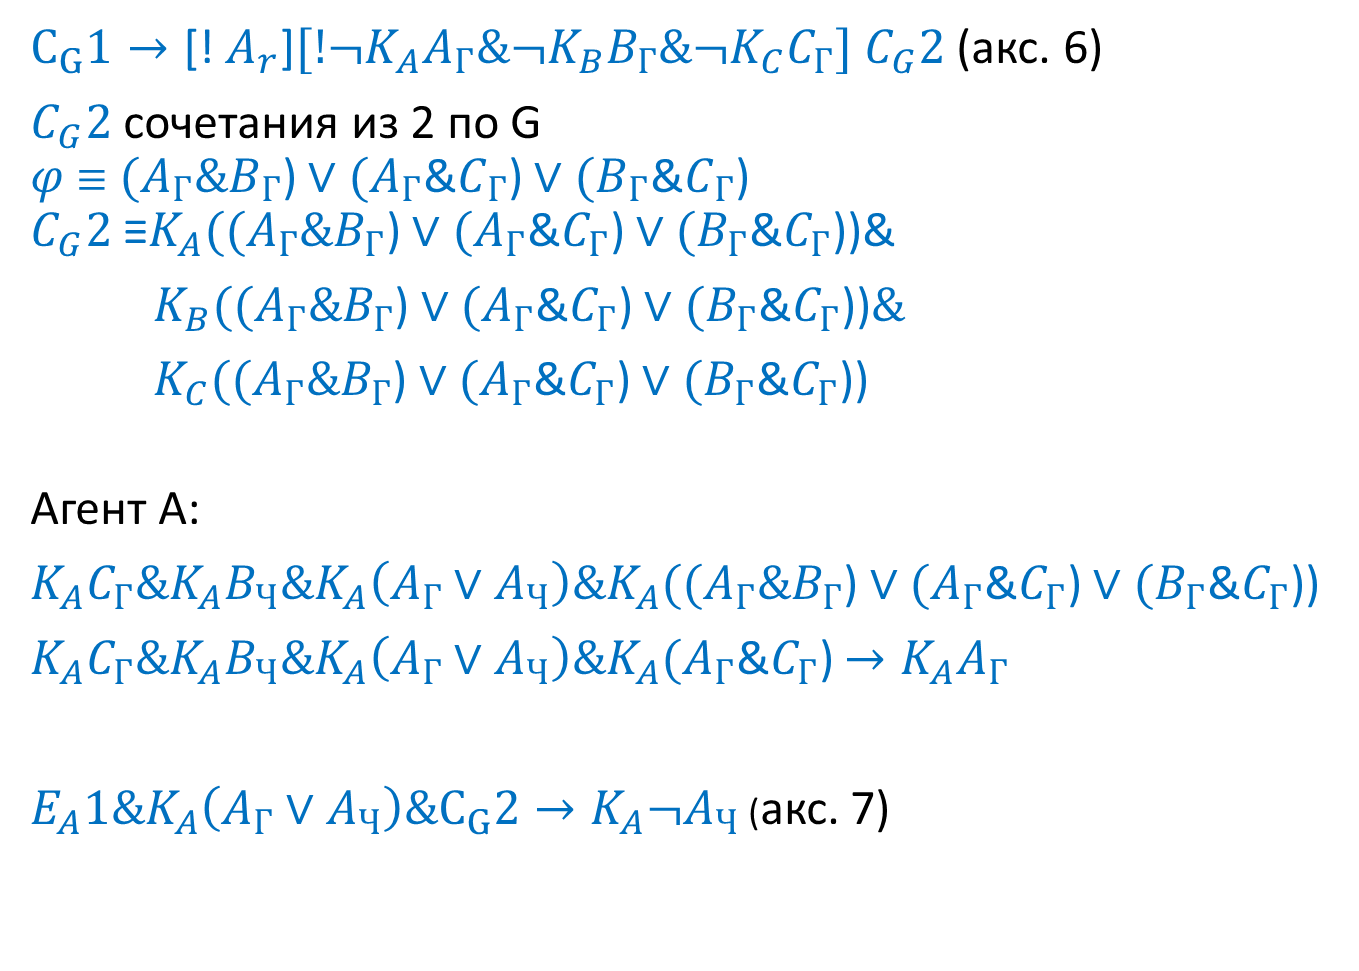 C_G1 → [! A_r][!¬K_A A_Г&¬K_B B_Г&¬K_C C_Г] C_G2 (акс. 6)
C_G2 сочетания из 2 по G
φ ≡ (A_Г&B_Г) ∨ (A_Г&C_Г) ∨ (B_Г&C_Г)
C_G2 ≡K_A((A_Г&B_Г) ∨ (A_Г&C_Г) ∨ (B_Г&C_Г))&
K_B((A_Г&B_Г) ∨ (A_Г&C_Г) ∨ (B_Г&C_Г))&
K_C((A_Г&B_Г) ∨ (A_Г&C_Г) ∨ (B_Г&C_Г))
Агент А:
K_A C_Г&K_A B_Ч&K_A(A_Г ∨ A_Ч)&K_A((A_Г&B_Г) ∨ (A_Г&C_Г) ∨ (B_Г&C_Г))
K_A C_Г&K_A B_Ч&K_A(A_Г ∨ A_Ч)&K_A(A_Г&C_Г) → K_A A_Г
E_A1&K_A(A_Г ∨ A_Ч)&C_G2 → K_A¬A_Ч (акс. 7)